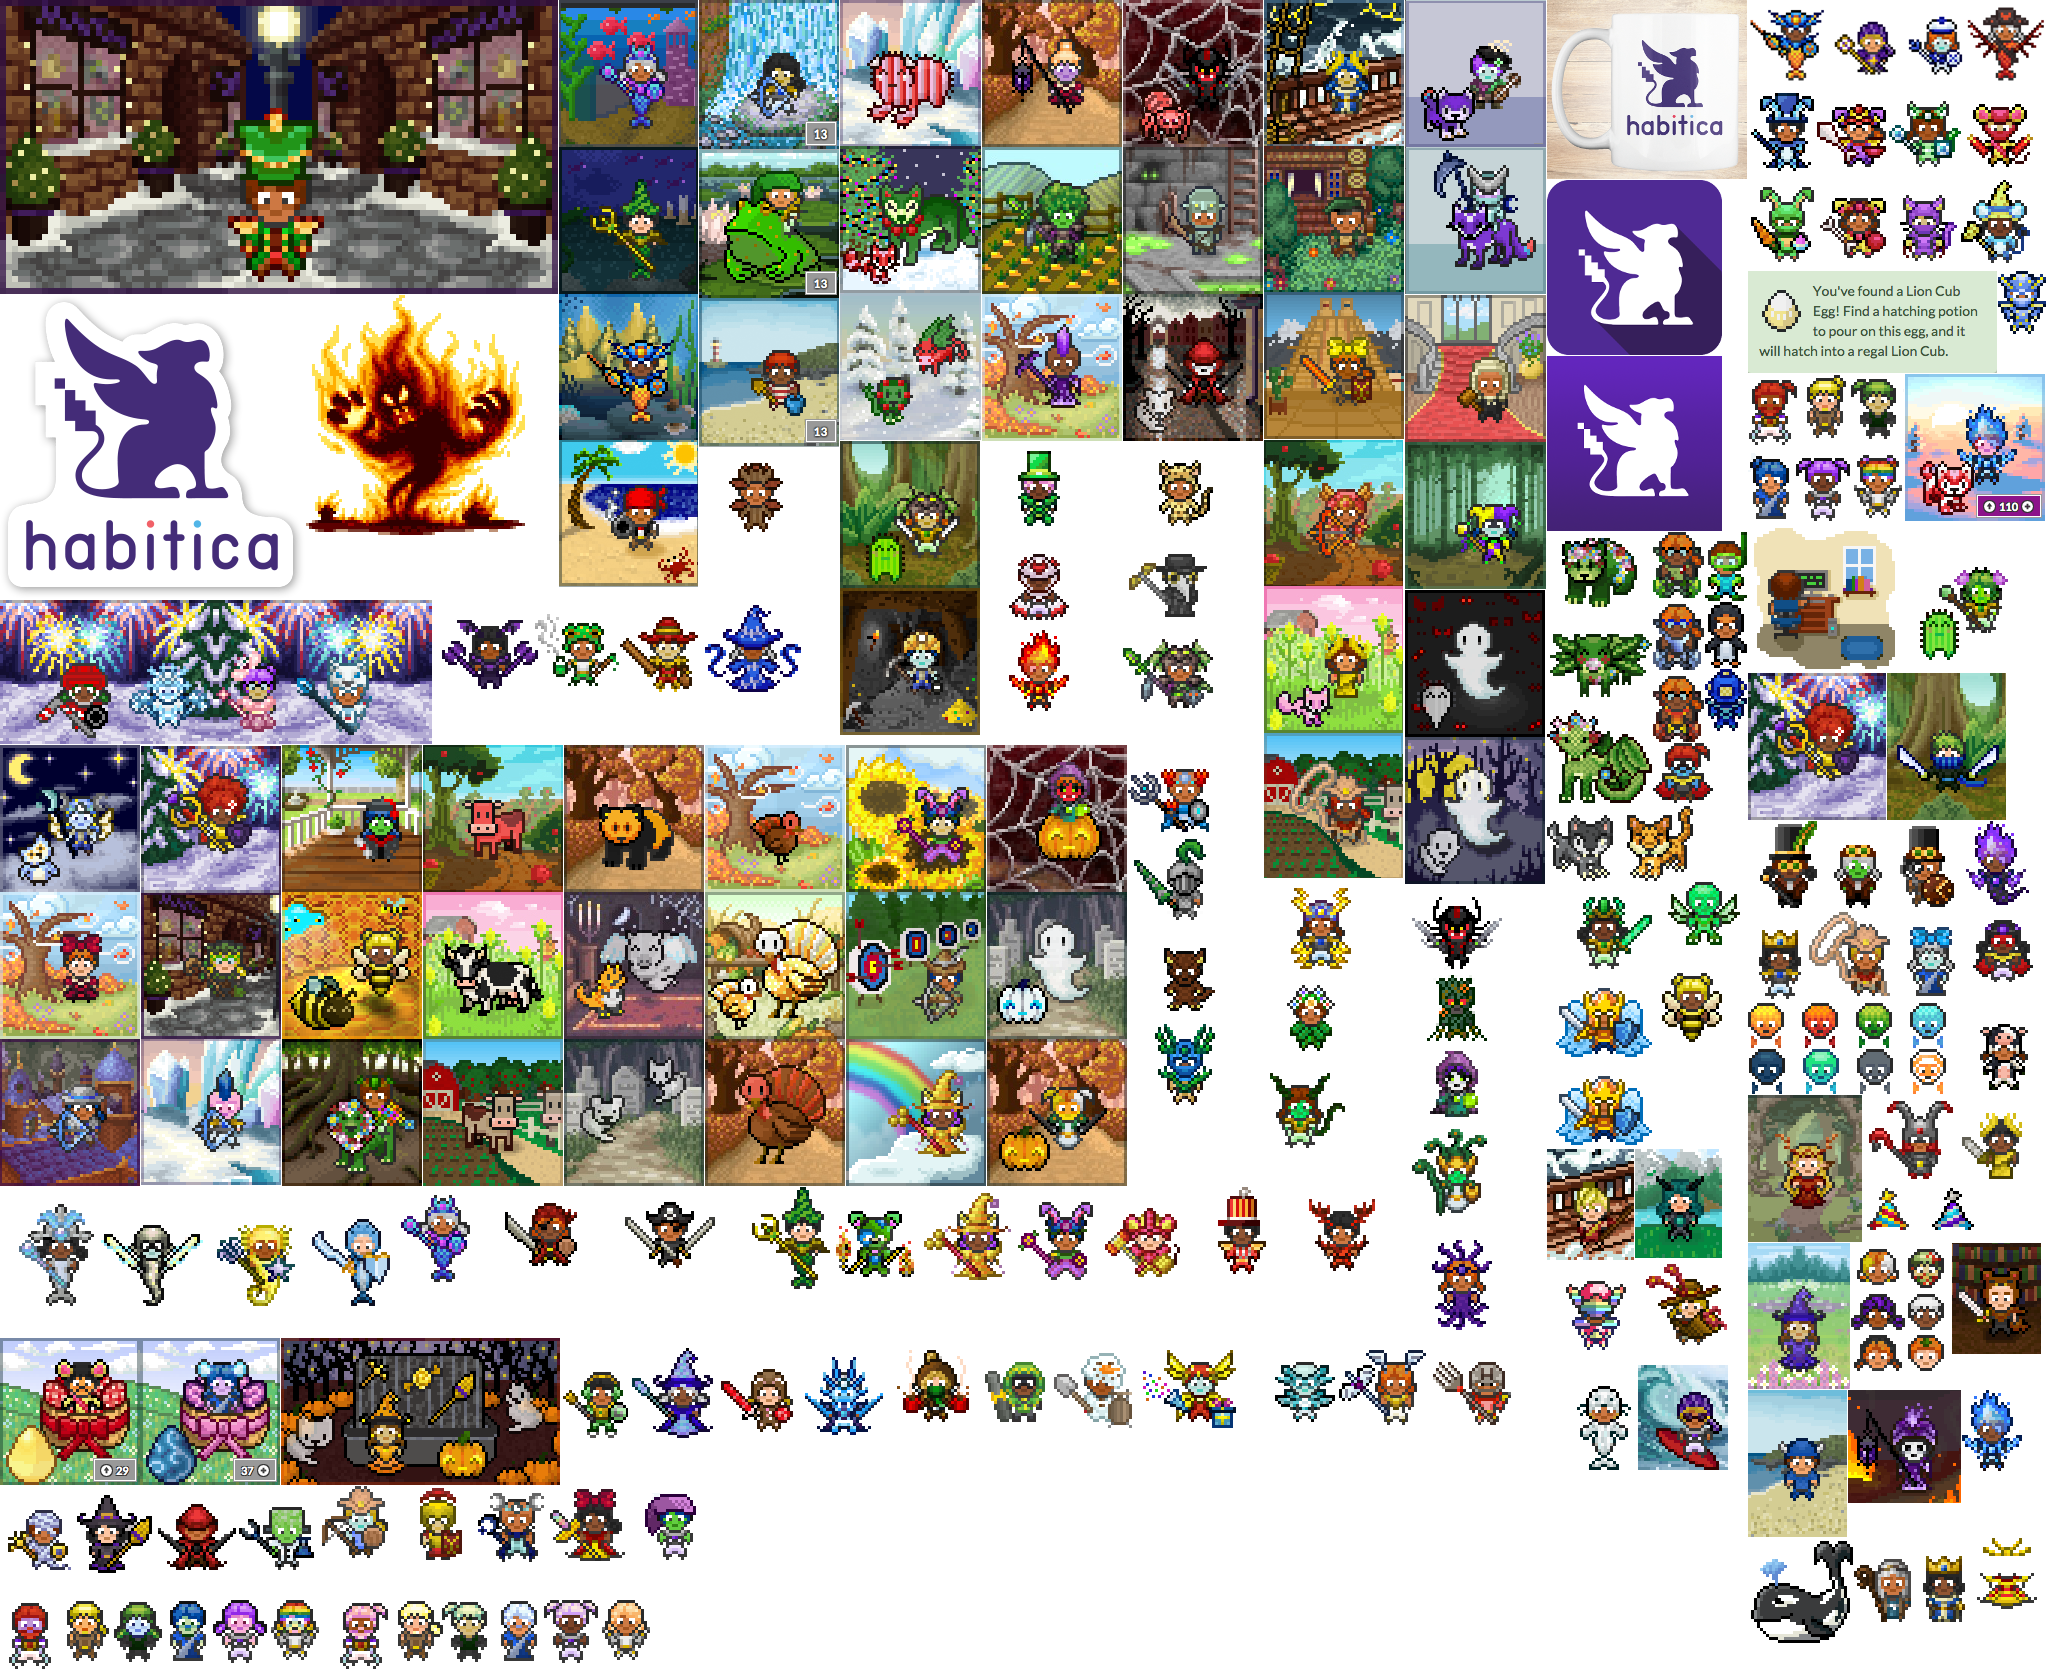 13
habitica
13
You've found a Lion Cub
Egg! Find a hatching potion
to pour on this egg, and it
will hatch into a regal Lion Cub.
13
110
habitica
29
37